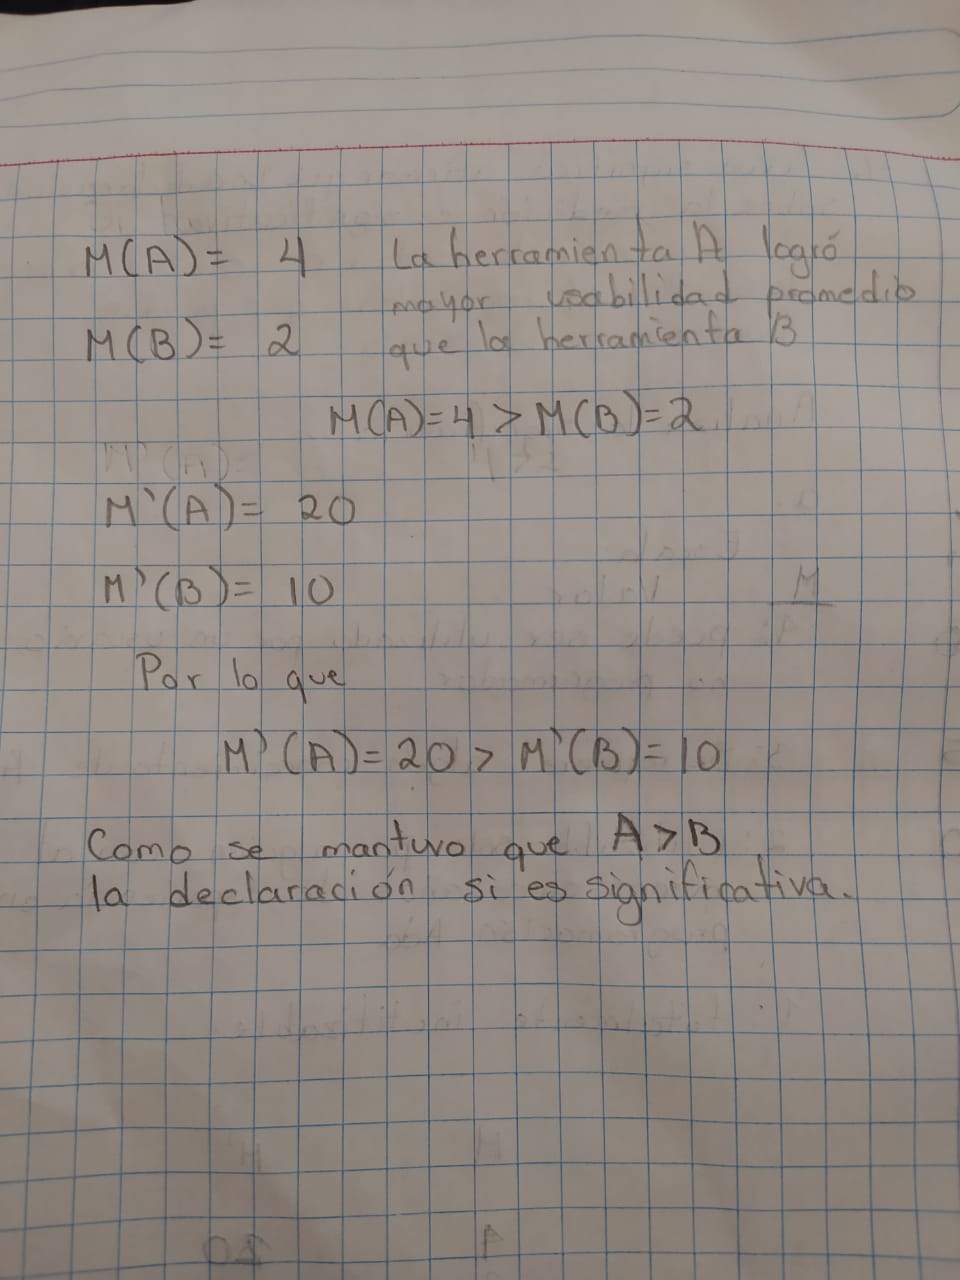 M(A)= 4 La herramienta A logró
mayor usabilidad promedio
M(B)= 2 que la herramienta B
M(A)=4 > M(B)=2
M'(A)=
M'(A)= 20
M'(B)= 10
Por lo que
M'(A)=20 > M'(B)=10
Como se mantuvo que A>B
la declaración si es significativa.